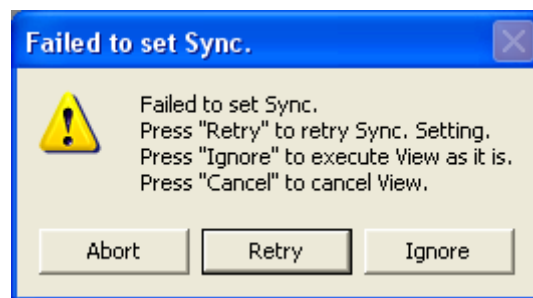 Failed to set Sync.
Failed to set Sync.
Press "Retry" to retry Sync. Setting.
Press "Ignore" to execute View as it is.
Press "Cancel" to cancel View.
Abort Retry Ignore